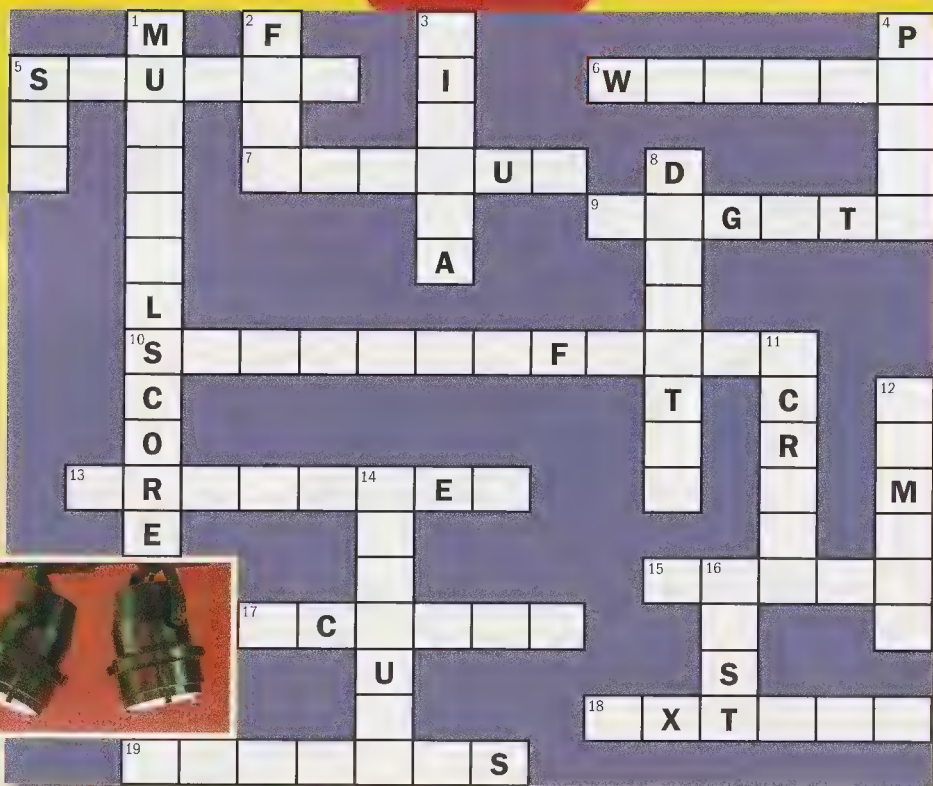 1 M 2 F 3 4 P
5 S U I 6 W
7 U 8 D
9 G T
A
L
10 S F 11
C T C 12
O R
13 R 14 E M
E
15 16
17 C
U S
18 X T
19 S